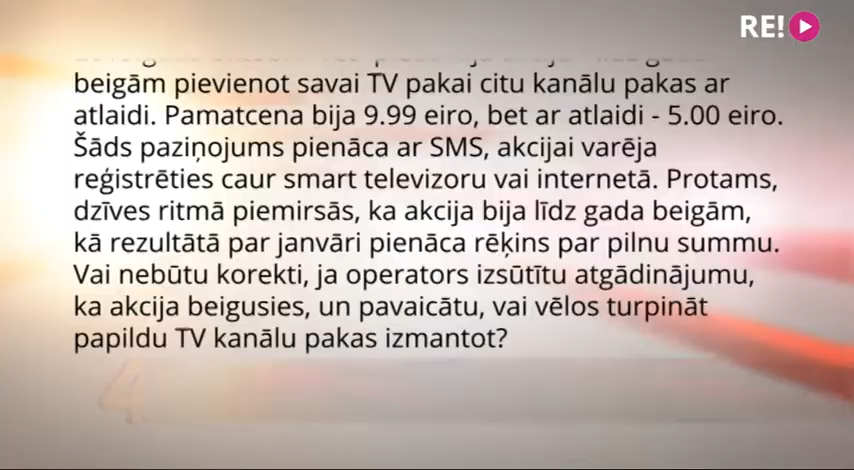 RE!
beigām pievienot savai TV pakai citu kanālu pakas ar
atlaidi. Pamatcena bija 9.99 eiro, bet ar atlaidi - 5.00 eiro.
Šāds paziņojums pienāca ar SMS, akcijai varēja
reģistrēties caur smart televizoru vai internetā. Protams,
dzīves ritmā piemirsās, ka akcija bija līdz gada beigām,
kā rezultātā par janvāri pienāca rēķins par pilnu summu.
Vai nebūtu korekti, ja operators izsūtītu atgādinājumu,
ka akcija beigusies, un pavaicātu, vai vēlos turpināt
papildu TV kanālu pakas izmantot?
4